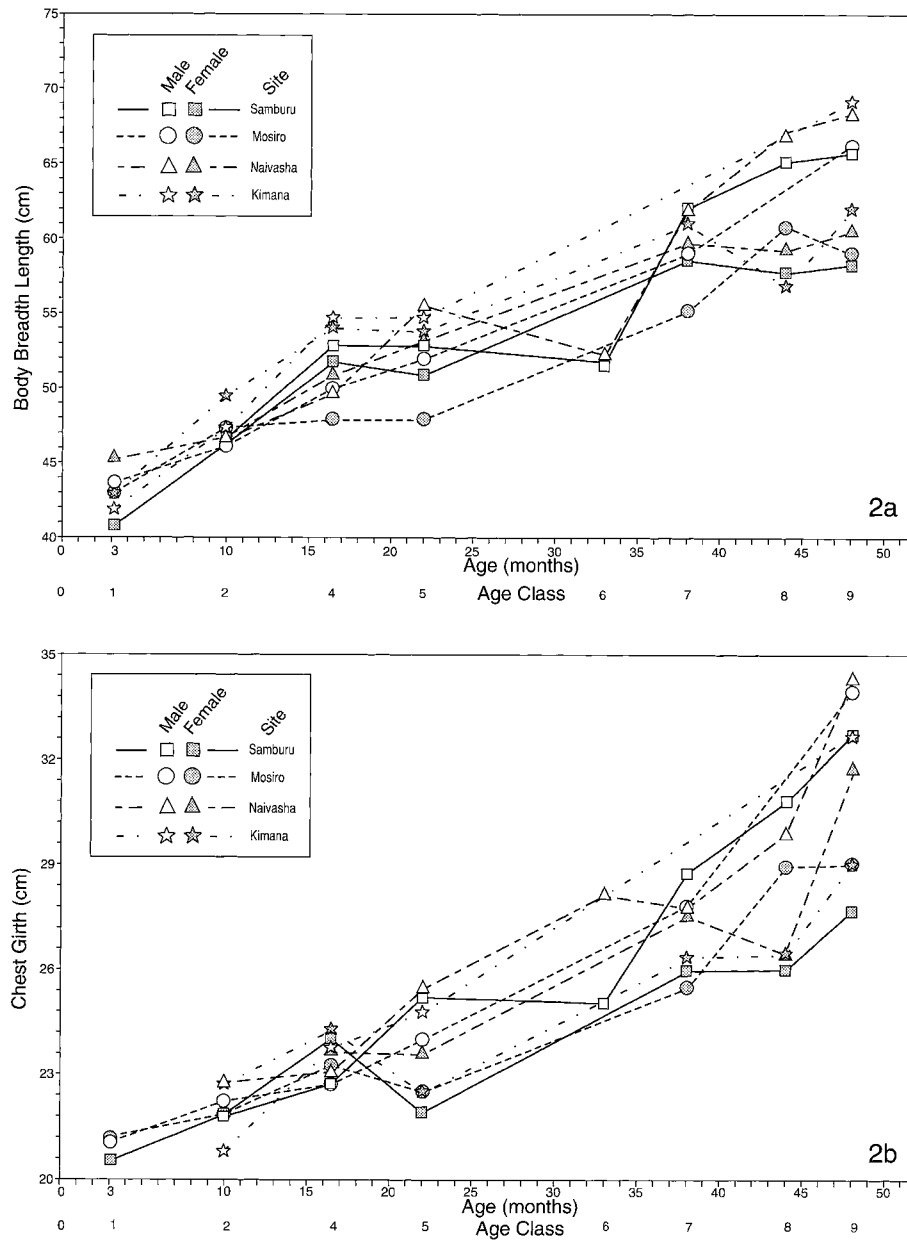 75
70
65
60
55
50
45
40
Body Breadth Length (cm)
Male Female Site
Samburu
Mosiro
Naivasha
Kimana
2a
0 3 10 15 20 25 30 35 40 45 50
Age (months)
0 1 2 4 5 Age Class 6 7 8 9
35
32
29
26
23
20
Chest Girth (cm)
Male Female Site
Samburu
Mosiro
Naivasha
Kimana
2b
0 3 10 15 20 25 30 35 40 45 50
Age (months)
0 1 2 4 5 Age Class 6 7 8 9